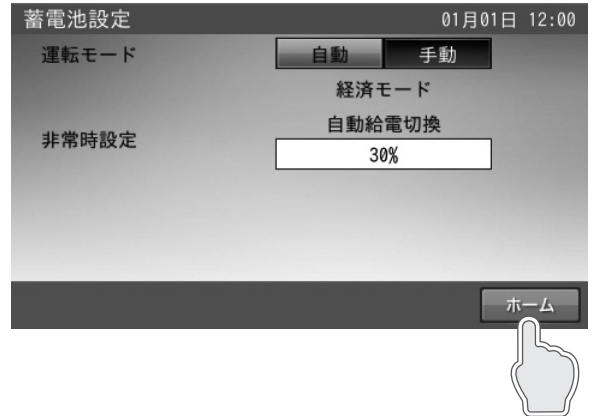 蓄電池設定 01月01日 12:00
運転モード 自動 手動
経済モード
自動給電切換
非常時設定
30%
ホーム